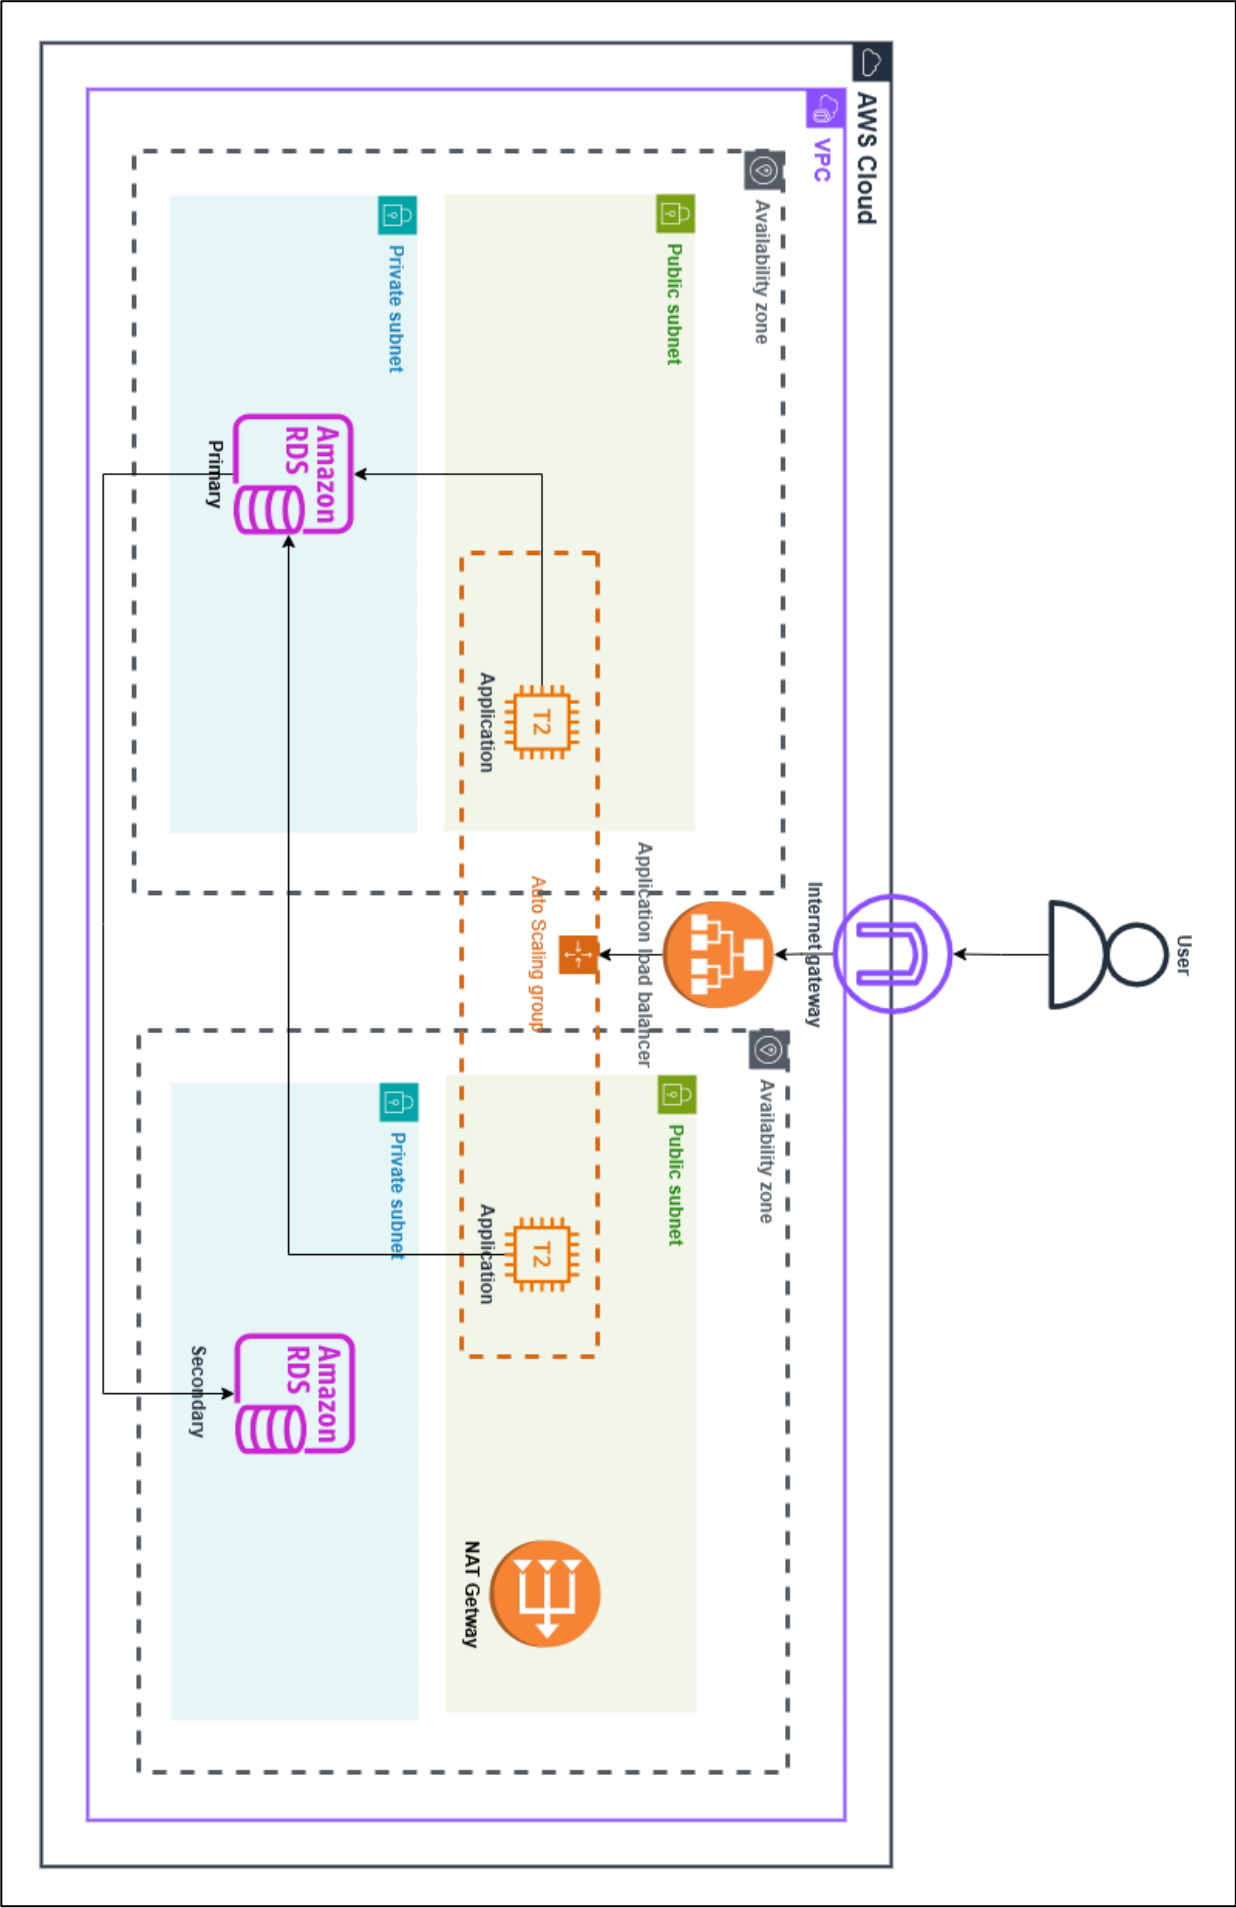 User
AWS Cloud
VPC
Internet gateway
Availability zone
Availability zone
Public subnet
Public subnet
Application load balancer
Auto Scaling group
T2
Application
T2
Application
NAT Getway
Private subnet
Private subnet
Amazon
RDS
Primary
Amazon
RDS
Secondary